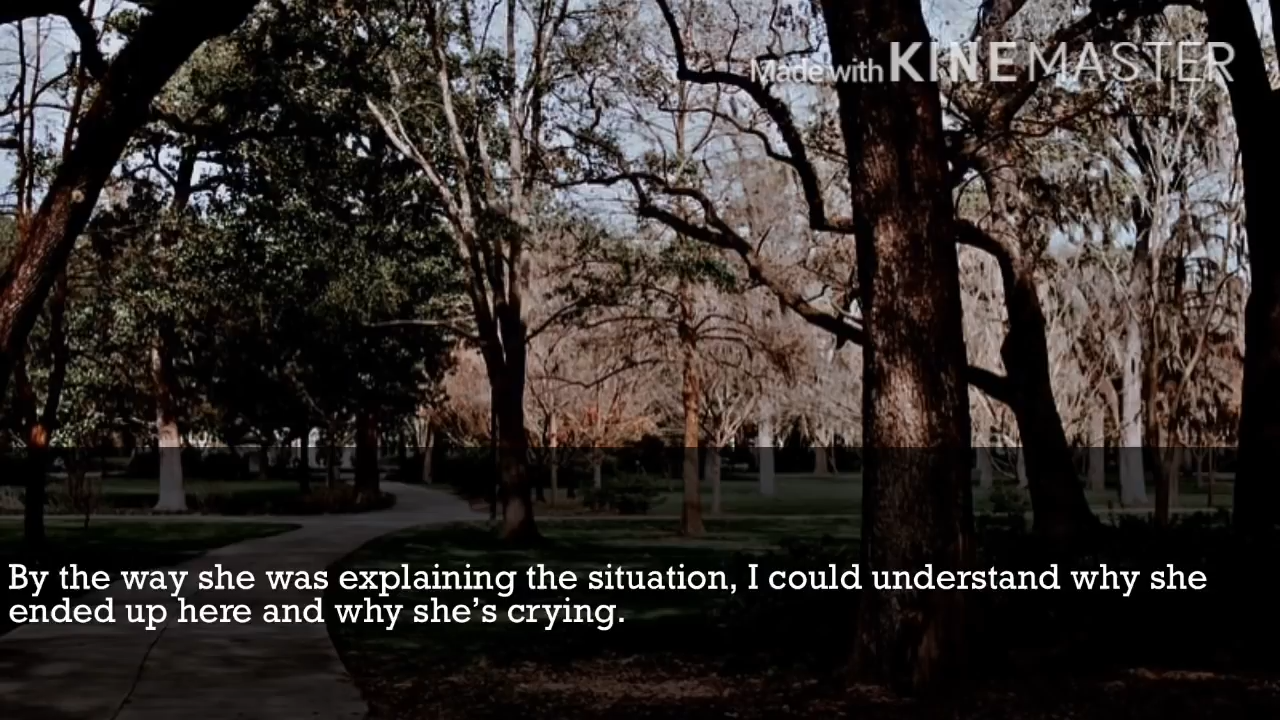 Made with KINEMASTER
By the way she was explaining the situation, I could understand why she
ended up here and why she’s crying.